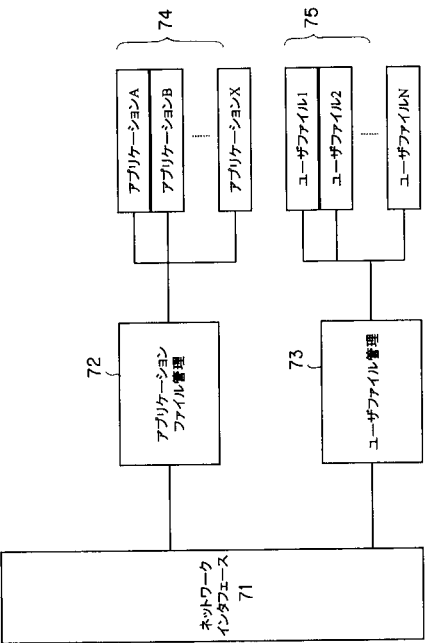 74
アプリケーションA
アプリケーションB
アプリケーションX
75
ユーザファイル1
ユーザファイル2
ユーザファイルN
72
アプリケーション
ファイル管理
73
ユーザファイル管理
ネットワーク
インタフェース
71